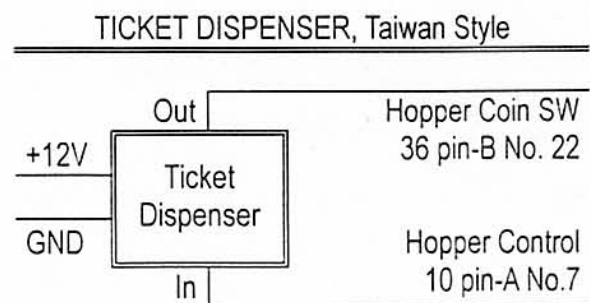 TICKET DISPENSER, Taiwan Style
Out
Hopper Coin SW
36 pin-B No. 22
+12V
Ticket
Dispenser
GND
Hopper Control
10 pin-A No.7
In